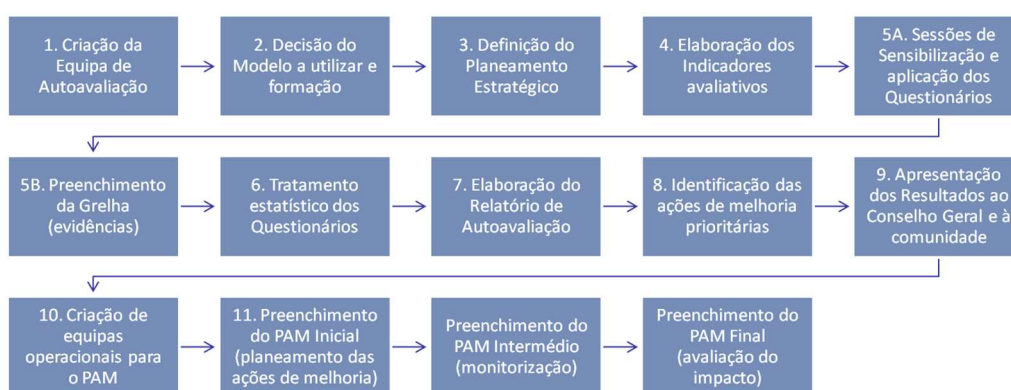 1. Criação da
Equipa de
Autoavaliação
2. Decisão do
Modelo a utilizar e
formação
3. Definição do
Planeamento
Estratégico
4. Elaboração dos
Indicadores
avaliativos
5A. Sessões de
Sensibilização e
aplicação dos
Questionários
5B. Preenchimento
da Grelha
(evidências)
6. Tratamento
estatístico dos
Questionários
7. Elaboração do
Relatório de
Autoavaliação
8. Identificação das
ações de melhoria
prioritárias
9. Apresentação
dos Resultados ao
Conselho Geral e à
comunidade
10. Criação de
equipas
operacionais para
o PAM
11. Preenchimento
do PAM Inicial
(planeamento das
ações de melhoria)
Preenchimento do
PAM Intermédio
(monitorização)
Preenchimento do
PAM Final
(avaliação do
impacto)